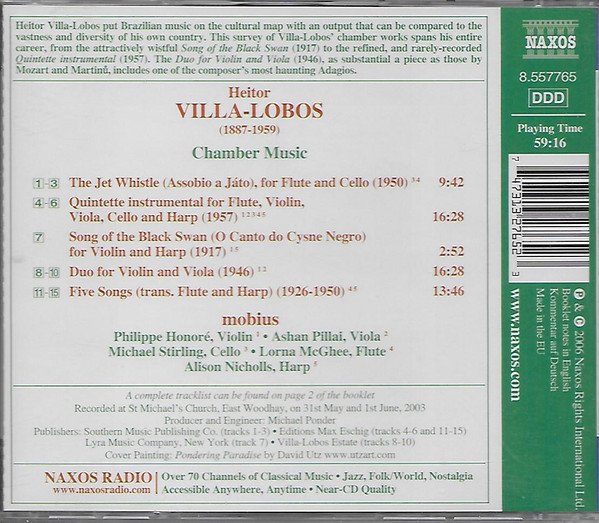 Heitor Villa-Lobos put Brazilian music on the cultural map with an output that can be compared to the
vastness and diversity of his own country. This survey of Villa-Lobos' chamber works spans his entire
career, from the attractively wistful Song of the Black Swan (1917) to the refined, and rarely-recorded
Quintette instrumental (1957). The Duo for Violin and Viola (1946), as substantial a piece as those by
Mozart and Martinů, includes one of the composer's most haunting Adagios.
Heitor
VILLA-LOBOS
(1887-1959)
Chamber Music
1-3 The Jet Whistle (Assobio a Játo), for Flute and Cello (1950) 3 4 9:42
4-6 Quintette instrumental for Flute, Violin,
Viola, Cello and Harp (1957) 1 2 3 4 5 16:28
7 Song of the Black Swan (O Canto do Cysne Negro)
for Violin and Harp (1917) 1 5 2:52
8-10 Duo for Violin and Viola (1946) 1 2 16:28
11-15 Five Songs (trans. Flute and Harp) (1926-1950) 4 5 13:46
mobius
Philippe Honoré, Violin 1 • Ashan Pillai, Viola 2
Michael Stirling, Cello 3 • Lorna McGhee, Flute 4
Alison Nicholls, Harp 5
A complete tracklist can be found on page 2 of the booklet
Recorded at St Michael's Church, East Woodhay, on 31st May and 1st June, 2003
Producer and Engineer: Michael Ponder
Publishers: Southern Music Publishing Co. (tracks 1-3) • Editions Max Eschig (tracks 4-6 and 11-15)
Lyra Music Company, New York (track 7) • Villa-Lobos Estate (tracks 8-10)
Cover Painting: Pondering Paradise by David Utz www.utzart.com
NAXOS RADIO
www.naxosradio.com
Over 70 Channels of Classical Music • Jazz, Folk/World, Nostalgia
Accessible Anywhere, Anytime • Near-CD Quality
NAXOS
8.557765
DDD
Playing Time
59:16
7 47313 27652 3
www.naxos.com
℗ & © 2006 Naxos Rights International Ltd.
Booklet notes in English
Kommentar auf Deutsch
Made in the EU